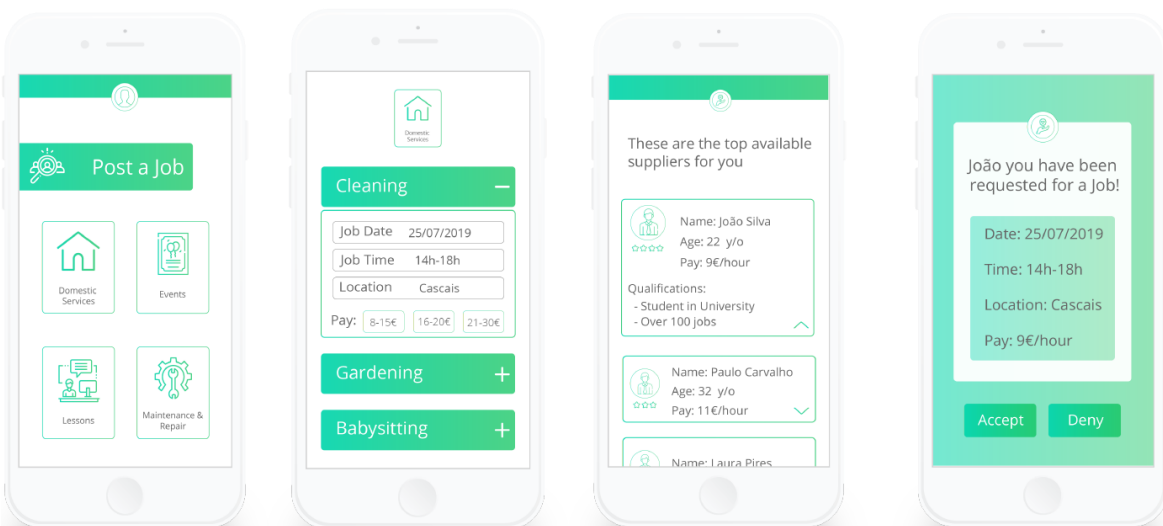 Post a Job
Domestic
Services
Events
Lessons
Maintenance &
Repair
Domestic
Services
Cleaning
Job Date 25/07/2019
Job Time 14h-18h
Location Cascais
Pay: 8-15€ 16-20€ 21-30€
Gardening
Babysitting
These are the top available
suppliers for you
Name: João Silva
Age: 22 y/o
Pay: 9€/hour
Qualifications:
- Student in University
- Over 100 jobs
Name: Paulo Carvalho
Age: 32 y/o
Pay: 11€/hour
Name: Laura Pires
João you have been
requested for a Job!
Date: 25/07/2019
Time: 14h-18h
Location: Cascais
Pay: 9€/hour
Accept Deny